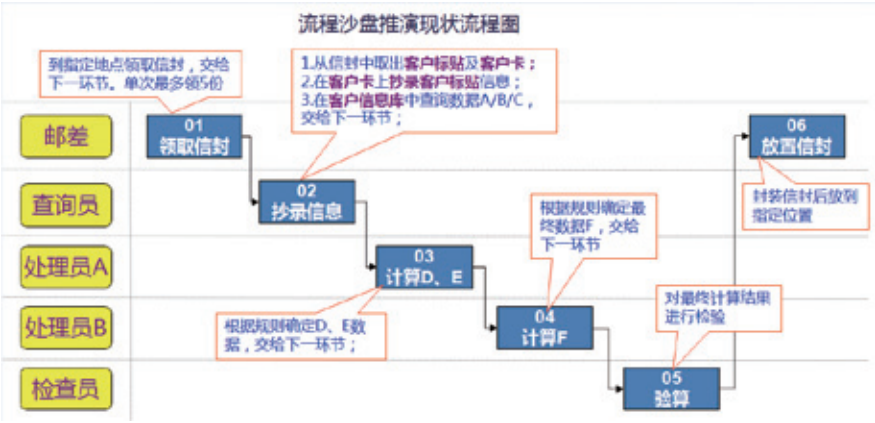 流程沙盘推演现状流程图
到指定地点领取信封，交给
下一环节。单次最多领5份
1.从信封中取出客户标贴及客户卡；
2.在客户卡上抄录客户标贴信息；
3.在客户信息库中查询数据A/B/C，
交给下一环节；
邮差
01
领取信封
06
放置信封
查询员
02
抄录信息
根据规则确定最
终数据F，交给
下一环节
封装信封后放到
指定位置
处理员A
03
计算D、E
处理员B
根据规则确定D、E数
据，交给下一环节；
04
计算F
对最终计算结果
进行检验
检查员
05
验算